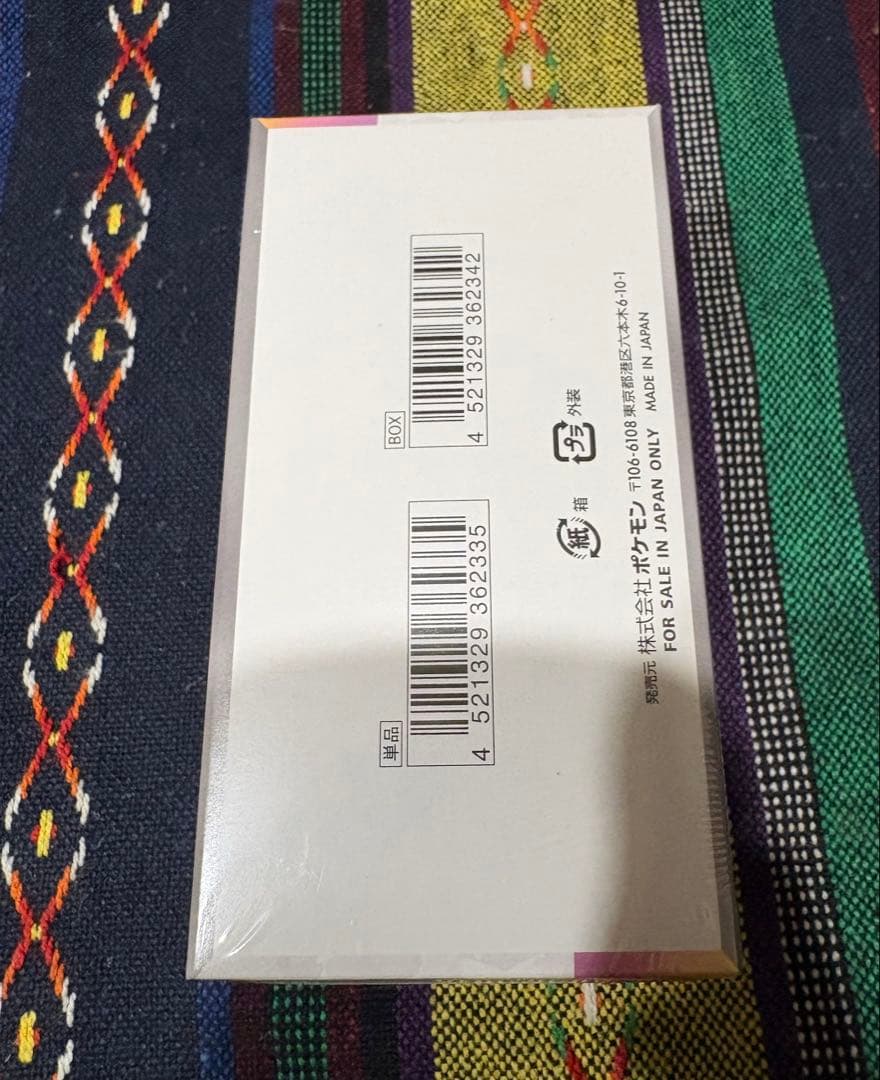 単品
4 521329 362335
BOX
4 521329 362342
紙 箱
プラ 外装
発売元 株式会社 ポケモン 〒106-6108 東京都港区六本木6-10-1
FOR SALE IN JAPAN ONLY MADE IN JAPAN